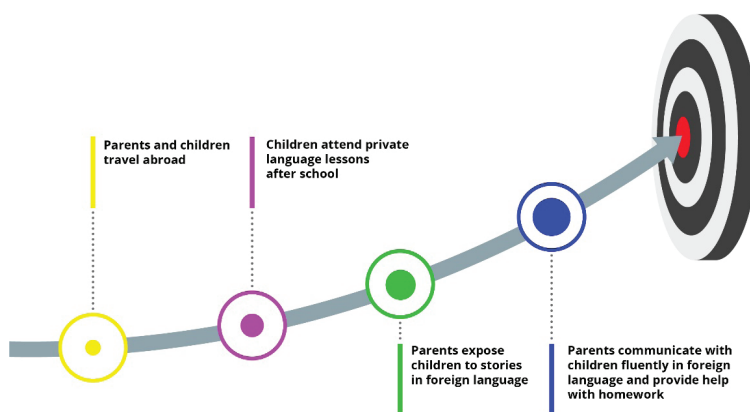 Parents and children
travel abroad
Children attend private
language lessons
after school
Parents expose
children to stories
in foreign language
Parents communicate with
children fluently in foreign
language and provide help
with homework